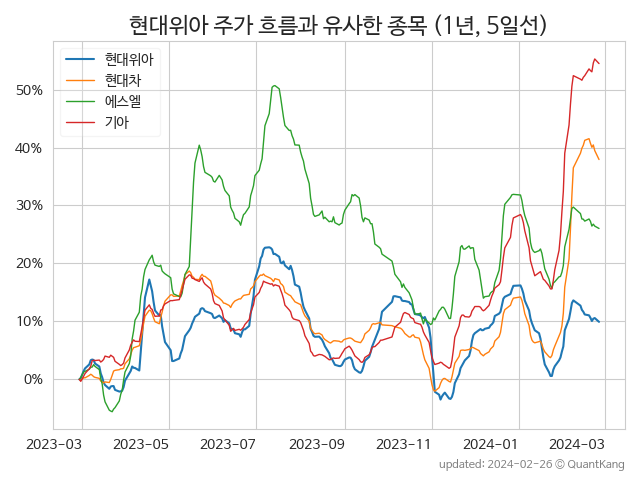 현대위아 주가 흐름과 유사한 종목 (1년, 5일선)
현대위아
현대차
에스엘
기아
50%
40%
30%
20%
10%
0%
2023-03 2023-05 2023-07 2023-09 2023-11 2024-01 2024-03
updated: 2024-02-26 © QuantKang